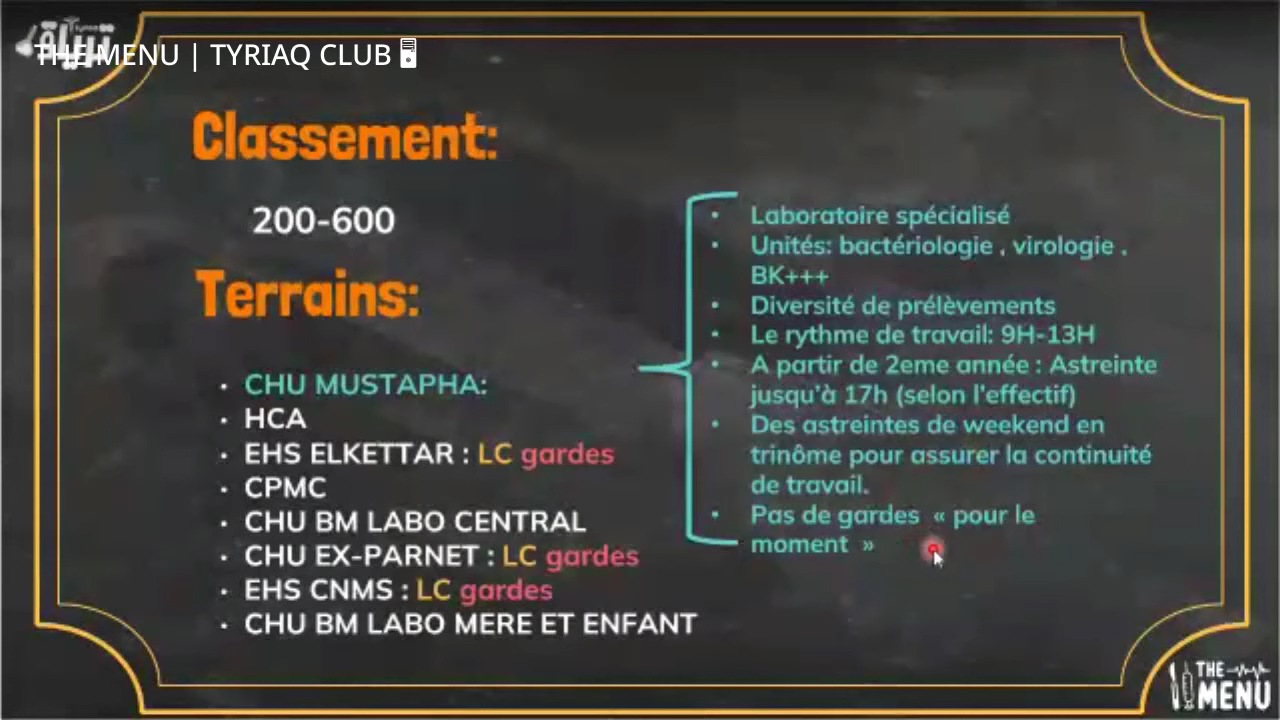 THE MENU | TYRIAQ CLUB
Classement:
200-600
Terrains:
• CHU MUSTAPHA:
• HCA
• EHS ELKETTAR : LC gardes
• CPMC
• CHU BM LABO CENTRAL
• CHU EX-PARNET : LC gardes
• EHS CNMS : LC gardes
• CHU BM LABO MERE ET ENFANT
• Laboratoire spécialisé
• Unités: bactériologie , virologie ,
BK+++
• Diversité de prélèvements
• Le rythme de travail: 9H-13H
• A partir de 2eme année : Astreinte
jusqu'à 17h (selon l'effectif)
• Des astreintes de weekend en
trinôme pour assurer la continuité
de travail.
• Pas de gardes « pour le
moment »
THE
MENU